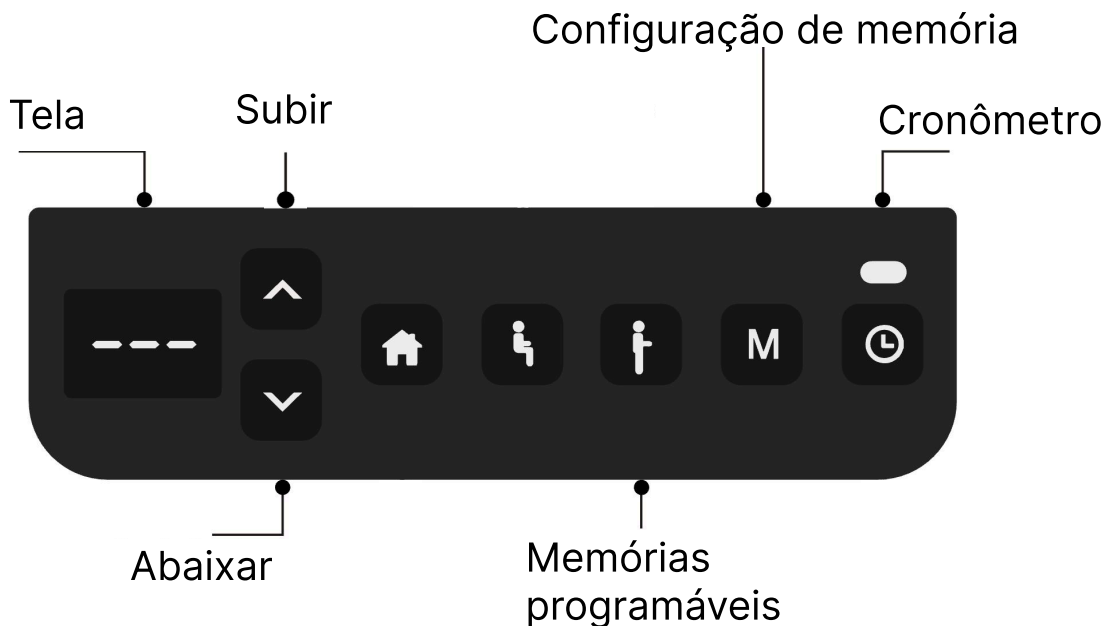 Configuração de memória
Tela
Subir
Cronômetro
M
Abaixar
Memórias
programáveis